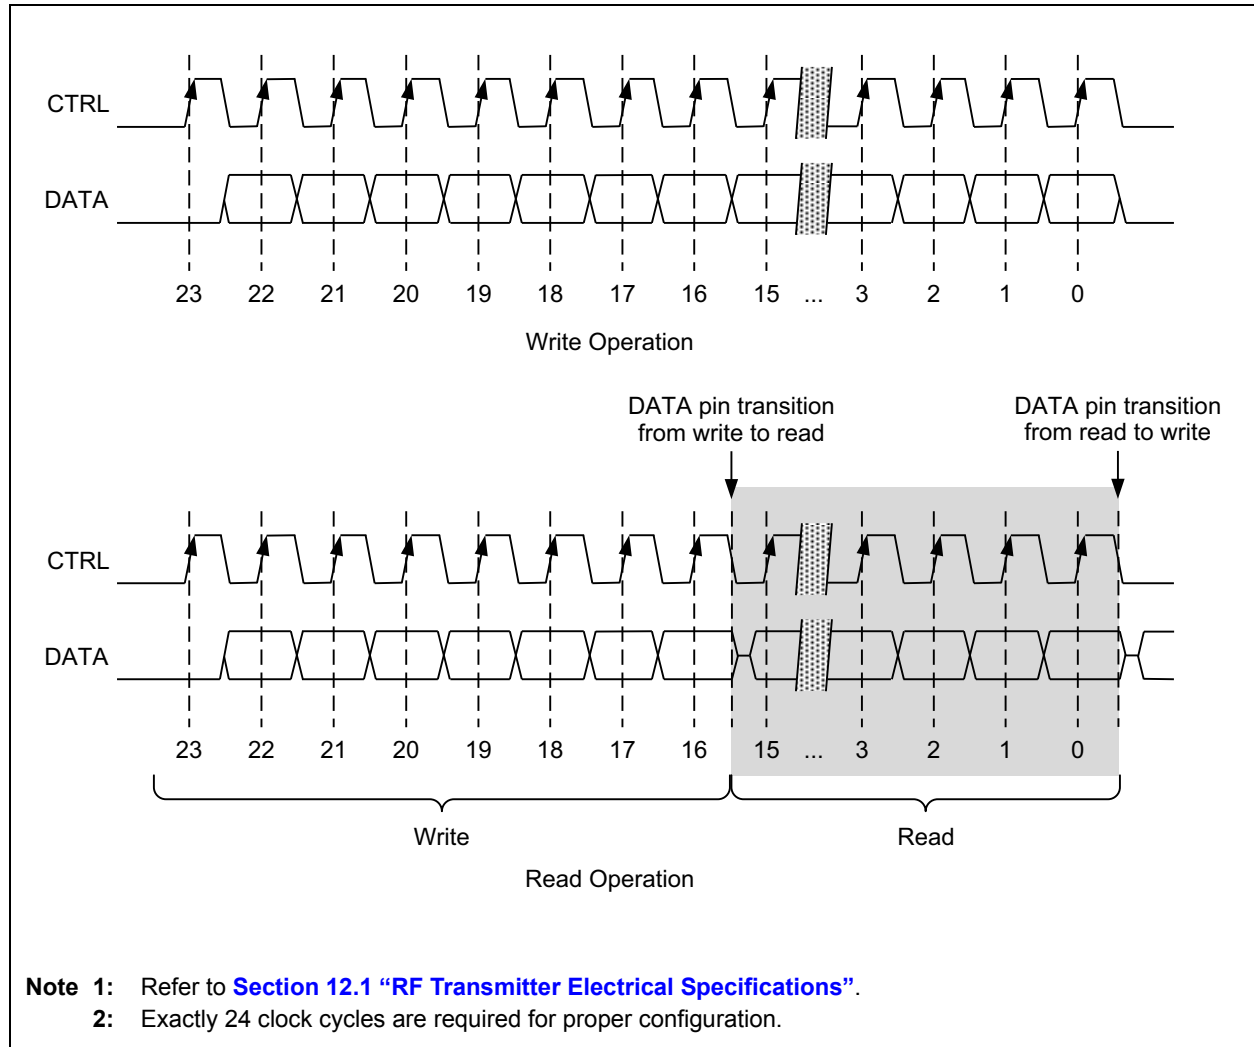 CTRL
DATA
23 22 21 20 19 18 17 16 15 ... 3 2 1 0
Write Operation
DATA pin transition
from write to read
DATA pin transition
from read to write
CTRL
DATA
23 22 21 20 19 18 17 16 15 ... 3 2 1 0
Write Read
Read Operation
Note 1: Refer to Section 12.1 “RF Transmitter Electrical Specifications”.
2: Exactly 24 clock cycles are required for proper configuration.